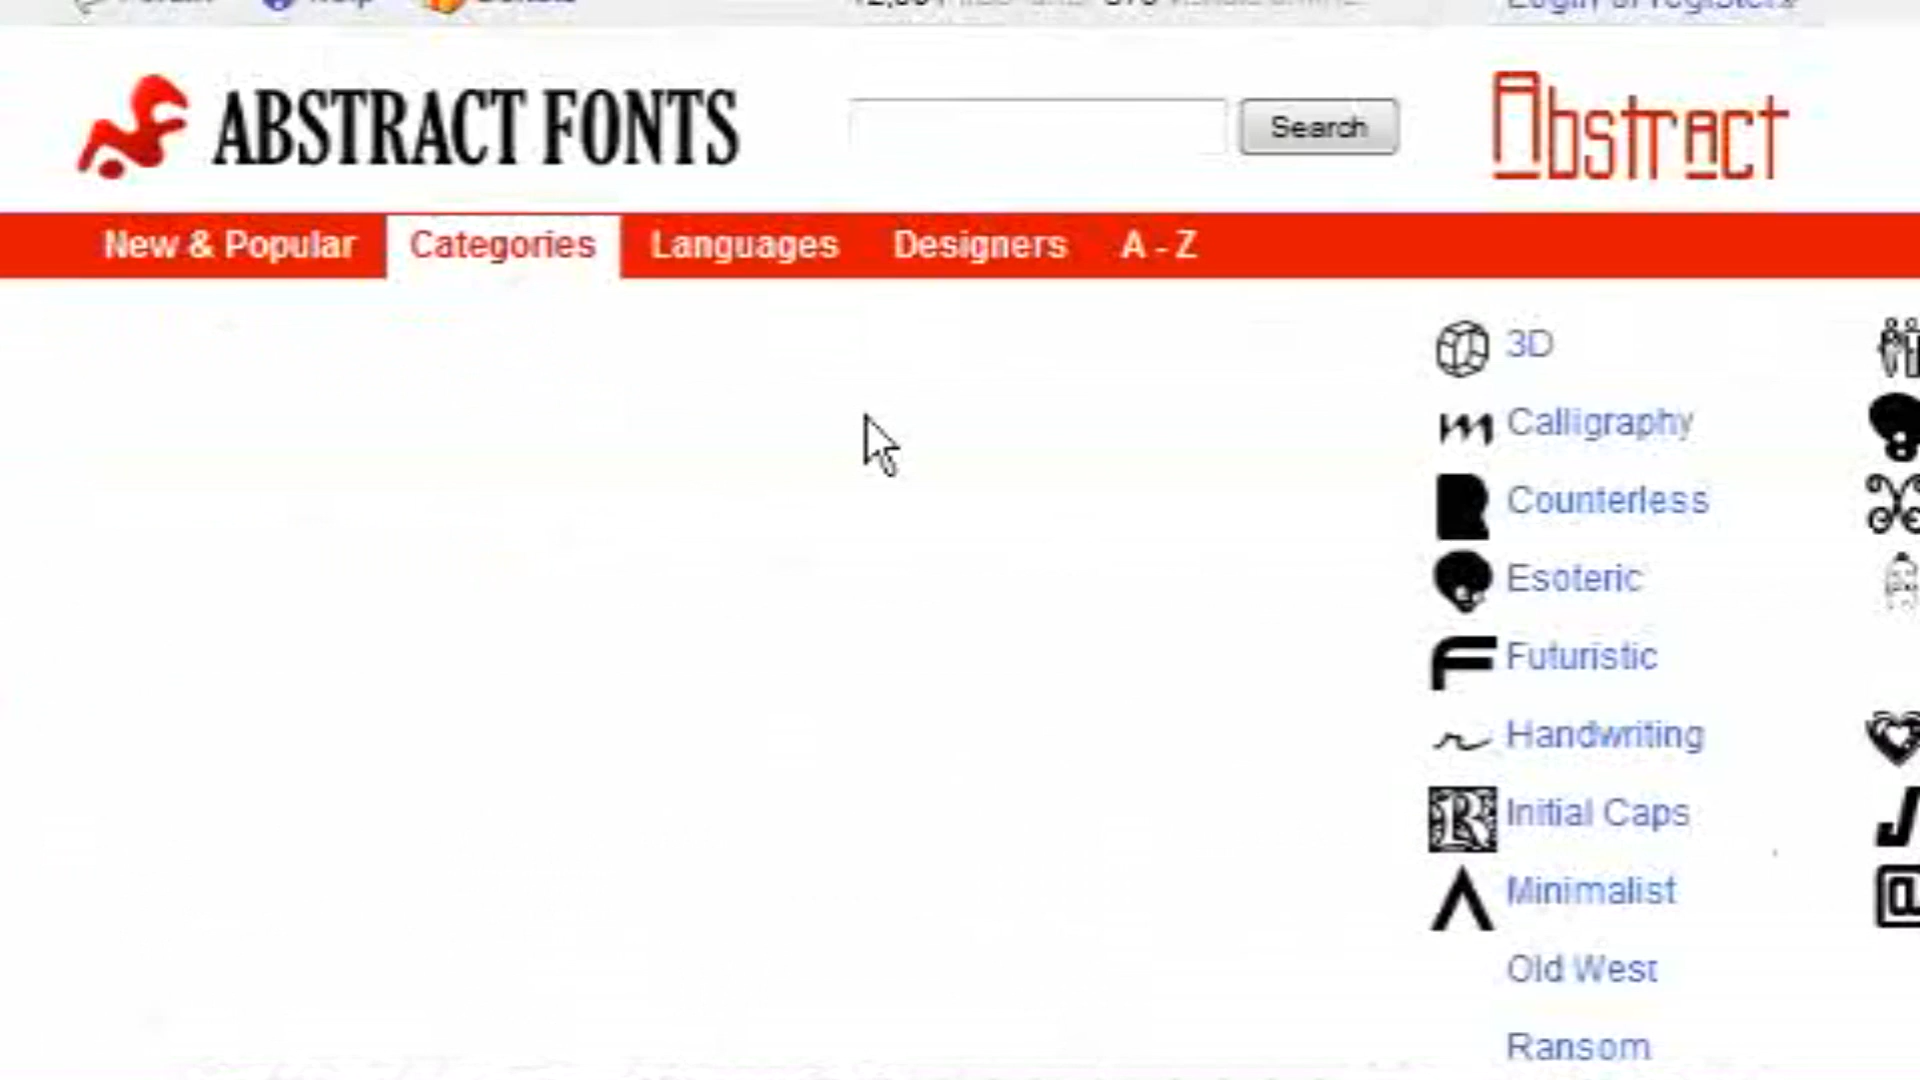 ABSTRACT FONTS
Search
Abstract
New & Popular
Categories
Languages
Designers
A - Z
3D
Calligraphy
Counterless
Esoteric
Futuristic
Handwriting
Initial Caps
Minimalist
Old West
Ransom